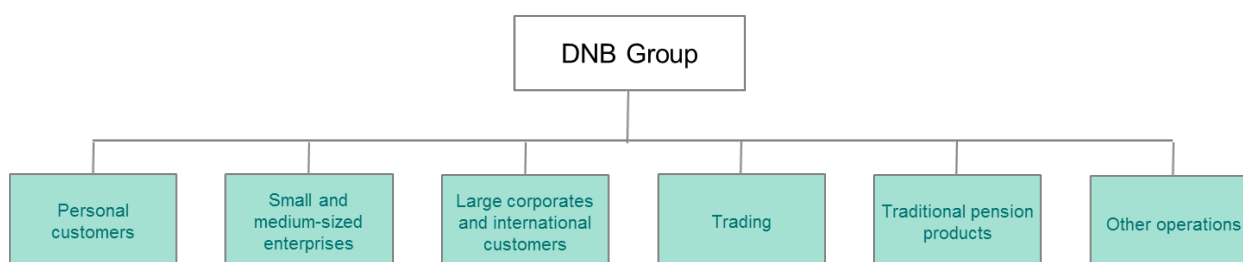 DNB Group
Personal
customers
Small and
medium-sized
enterprises
Large corporates
and international
customers
Trading
Traditional pension
products
Other operations